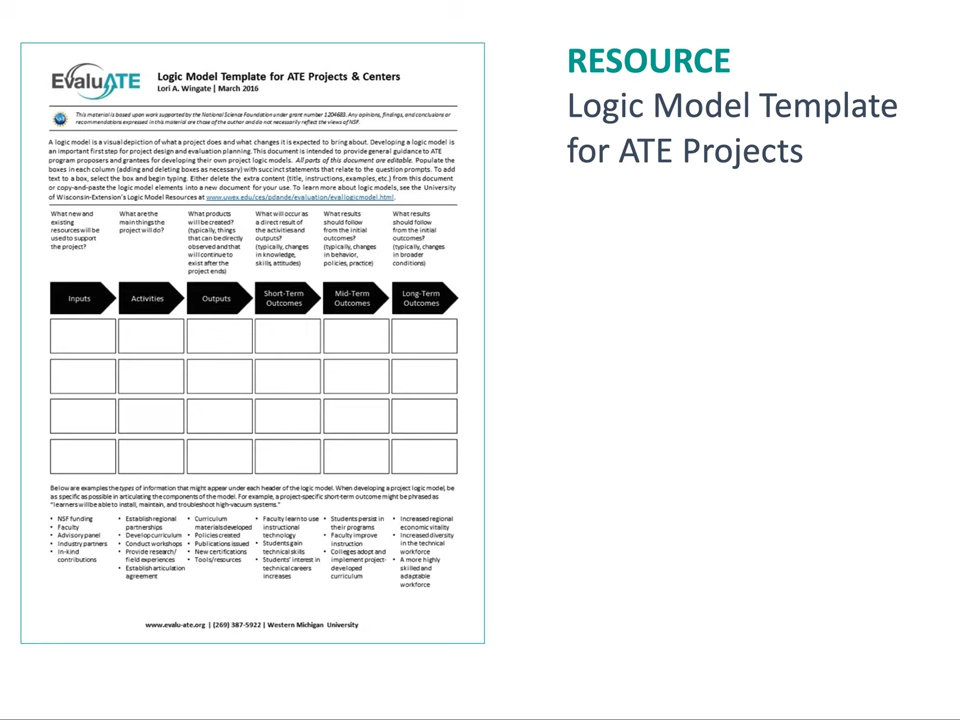 RESOURCE
Logic Model Template
for ATE Projects
EvaluATE
Logic Model Template for ATE Projects & Centers
Lori A. Wingate | March 2016
This material is based upon work supported by the National Science Foundation under grant number 1204683. Any opinions, findings, and conclusions or
recommendations expressed in this material are those of the author and do not necessarily reflect the views of NSF.
A logic model is a visual depiction of what a project does and what changes it is expected to bring about. Developing a logic model is
an important first step for project design and evaluation planning. This document is intended to provide general guidance to ATE
program proposers and grantees for developing their own project logic models. All parts of this document are editable. Populate the
boxes in each column (adding and deleting boxes as necessary) with succinct statements that relate to the question prompts. To add
text to a box, select the box and begin typing. Either delete the extra content (title, instructions, examples, etc.) from this document
or copy-and-paste the logic model elements into a new document for your use. To learn more about logic models, see the University
of Wisconsin-Extension's Logic Model Resources at www.uwex.edu/ces/pdande/evaluation/evallogicmodel.html.
What new and
existing
resources will be
used to support
the project?
What are the
main things the
project will do?
What products
will be created?
(typically, things
that can be directly
observed and that
will continue to
exist after the
project ends)
What will occur as
a direct result of
the activities and
outputs?
(typically, changes
in knowledge,
skills, attitudes)
What results
should follow
from the initial
outcomes?
(typically, changes
in behavior,
policies, practice)
What results
should follow
from the initial
outcomes?
(typically, changes
in broader
conditions)
Inputs
Activities
Outputs
Short-Term
Outcomes
Mid-Term
Outcomes
Long-Term
Outcomes
Below are examples the types of information that might appear under each header of the logic model. When developing a project logic model, be
as specific as possible in articulating the components of the model. For example, a project-specific short-term outcome might be phrased as
"learners will be able to install, maintain, and troubleshoot high-vacuum systems."
• NSF funding
• Faculty
• Advisory panel
• Industry partners
• In-kind
contributions
• Establish regional
partnerships
• Develop curriculum
• Conduct workshops
• Provide research/
field experiences
• Establish articulation
agreement
• Curriculum
materials developed
• Policies created
• Publications issued
• New certifications
• Tools/resources
• Faculty learn to use
instructional
technology
• Students gain
technical skills
• Students' interest in
technical careers
increases
• Students persist in
their programs
• Faculty improve
instruction
• Colleges adopt and
implement project-
developed
curriculum
• Increased regional
economic vitality
• Increased diversity
in the technical
workforce
• A more highly
skilled and
adaptable
workforce
www.evalu-ate.org | (269) 387-5922 | Western Michigan University